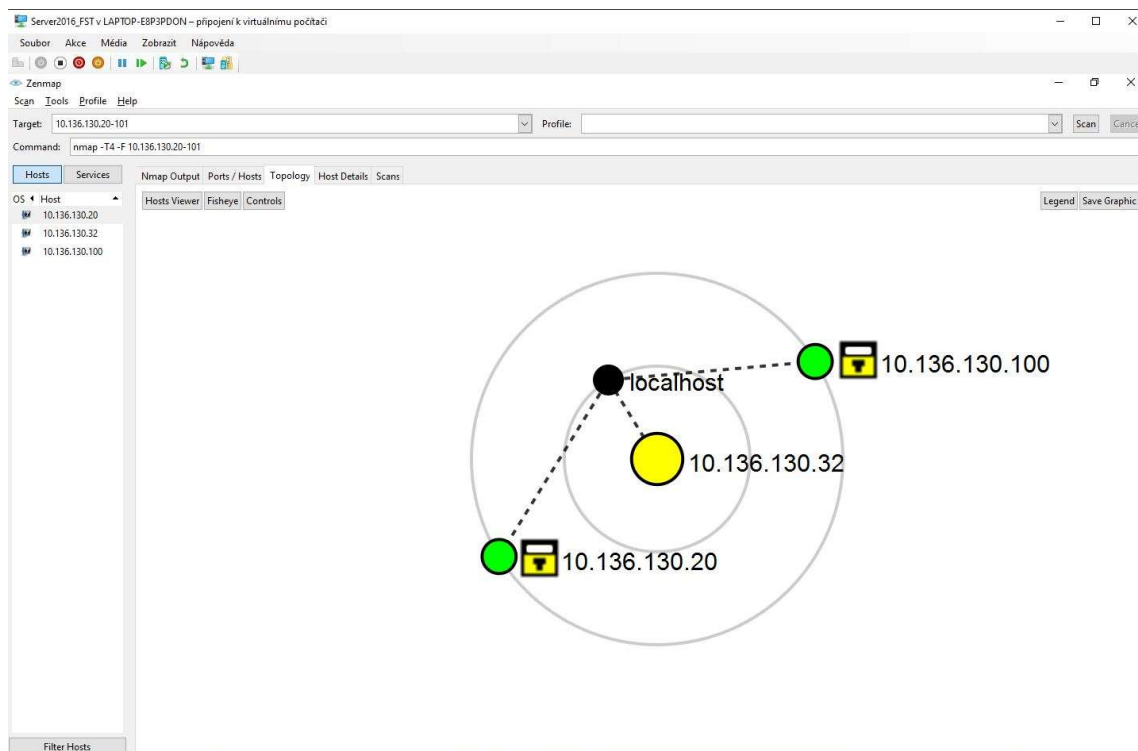 Server2016_FST v LAPTOP-E8P3PDON – připojení k virtuálnímu počítači
Soubor Akce Média Zobrazit Nápověda
Zenmap
Scan Tools Profile Help
Target: 10.136.130.20-101 Profile: Scan Cance
Command: nmap -T4 -F 10.136.130.20-101
Hosts Services Nmap Output Ports / Hosts Topology Host Details Scans
OS Host Hosts Viewer Fisheye Controls Legend Save Graphic
10.136.130.20
10.136.130.32
10.136.130.100
10.136.130.100
localhost
10.136.130.32
10.136.130.20
Filter Hosts